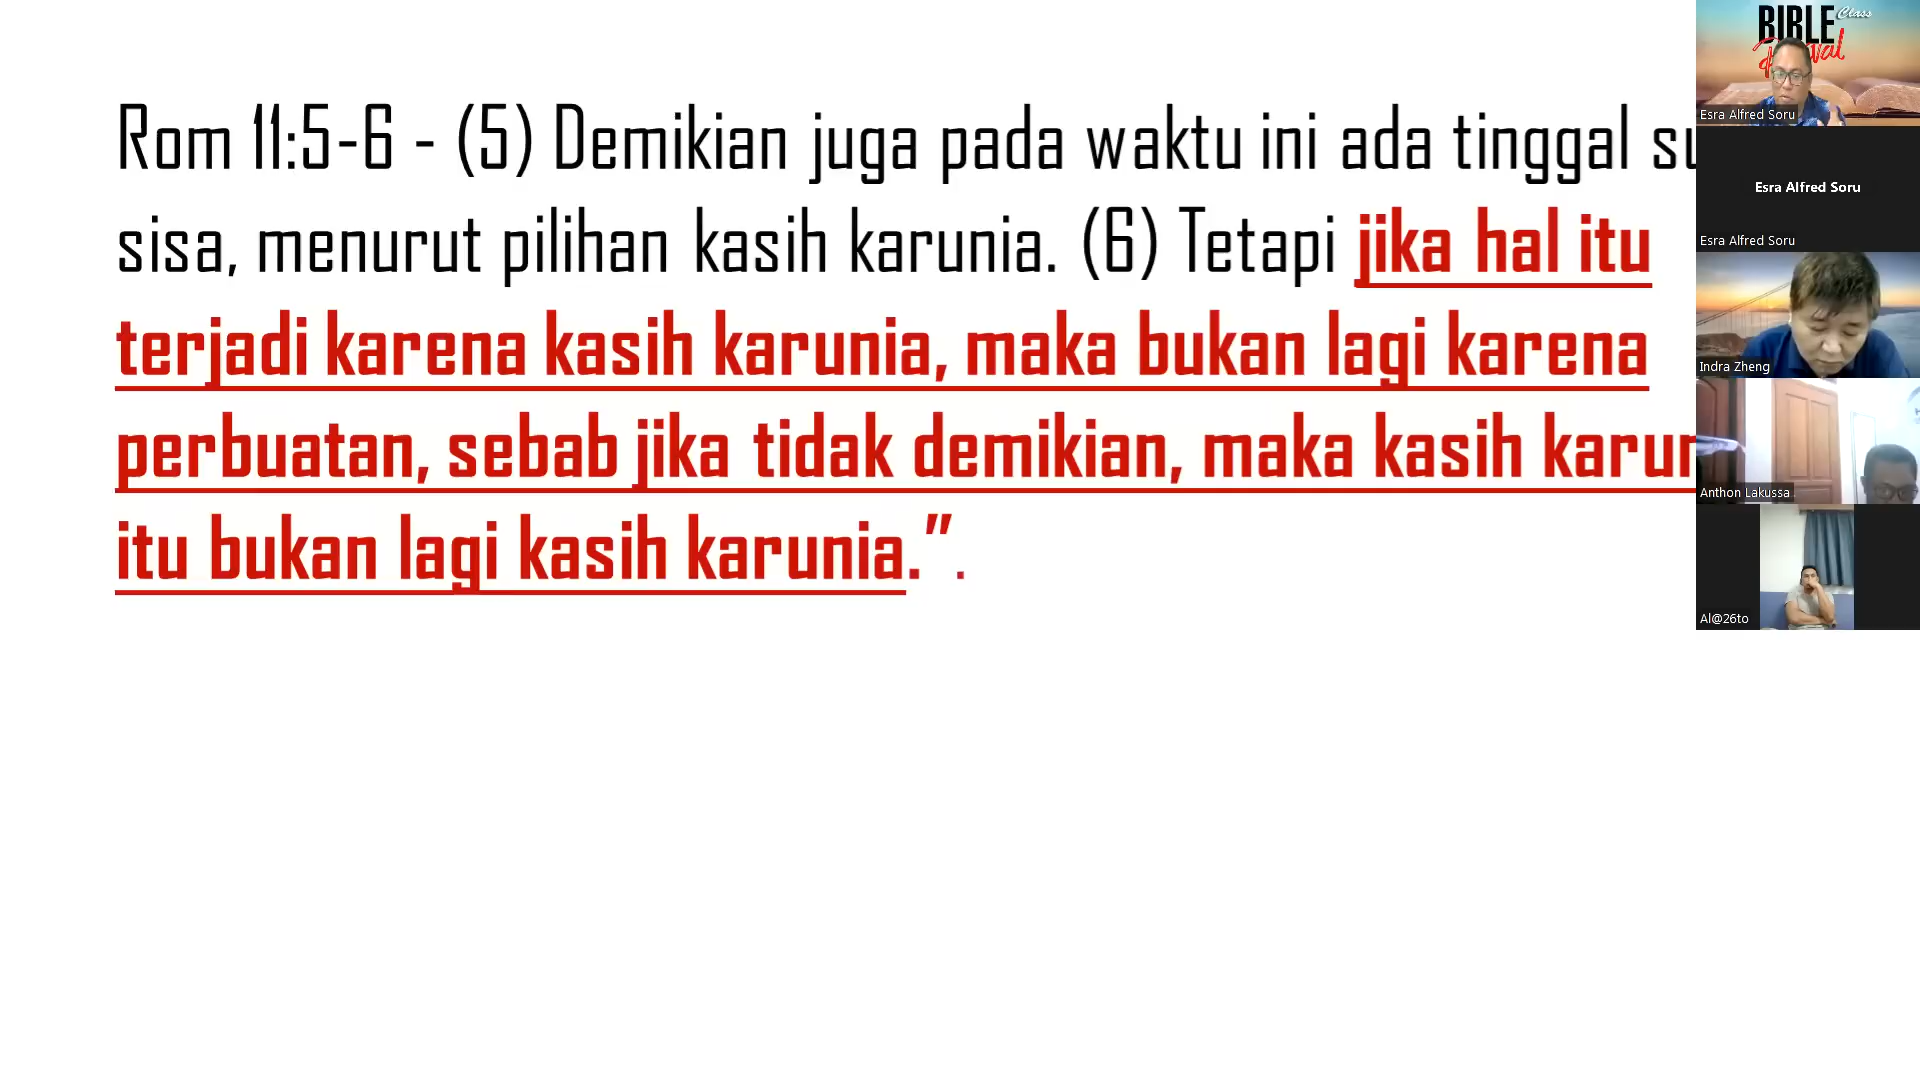 Rom 11:5-6 - (5) Demikian juga pada waktu ini ada tinggal
sisa, menurut pilihan kasih karunia. (6) Tetapi jika hal itu
terjadi karena kasih karunia, maka bukan lagi karena
perbuatan, sebab jika tidak demikian, maka kasih
itu bukan lagi kasih karunia.”.
BIBLE Class
Esra Alfred Soru
Esra Alfred Soru
Esra Alfred Soru
Indra Zheng
Anthon Lakussa
Al@26to